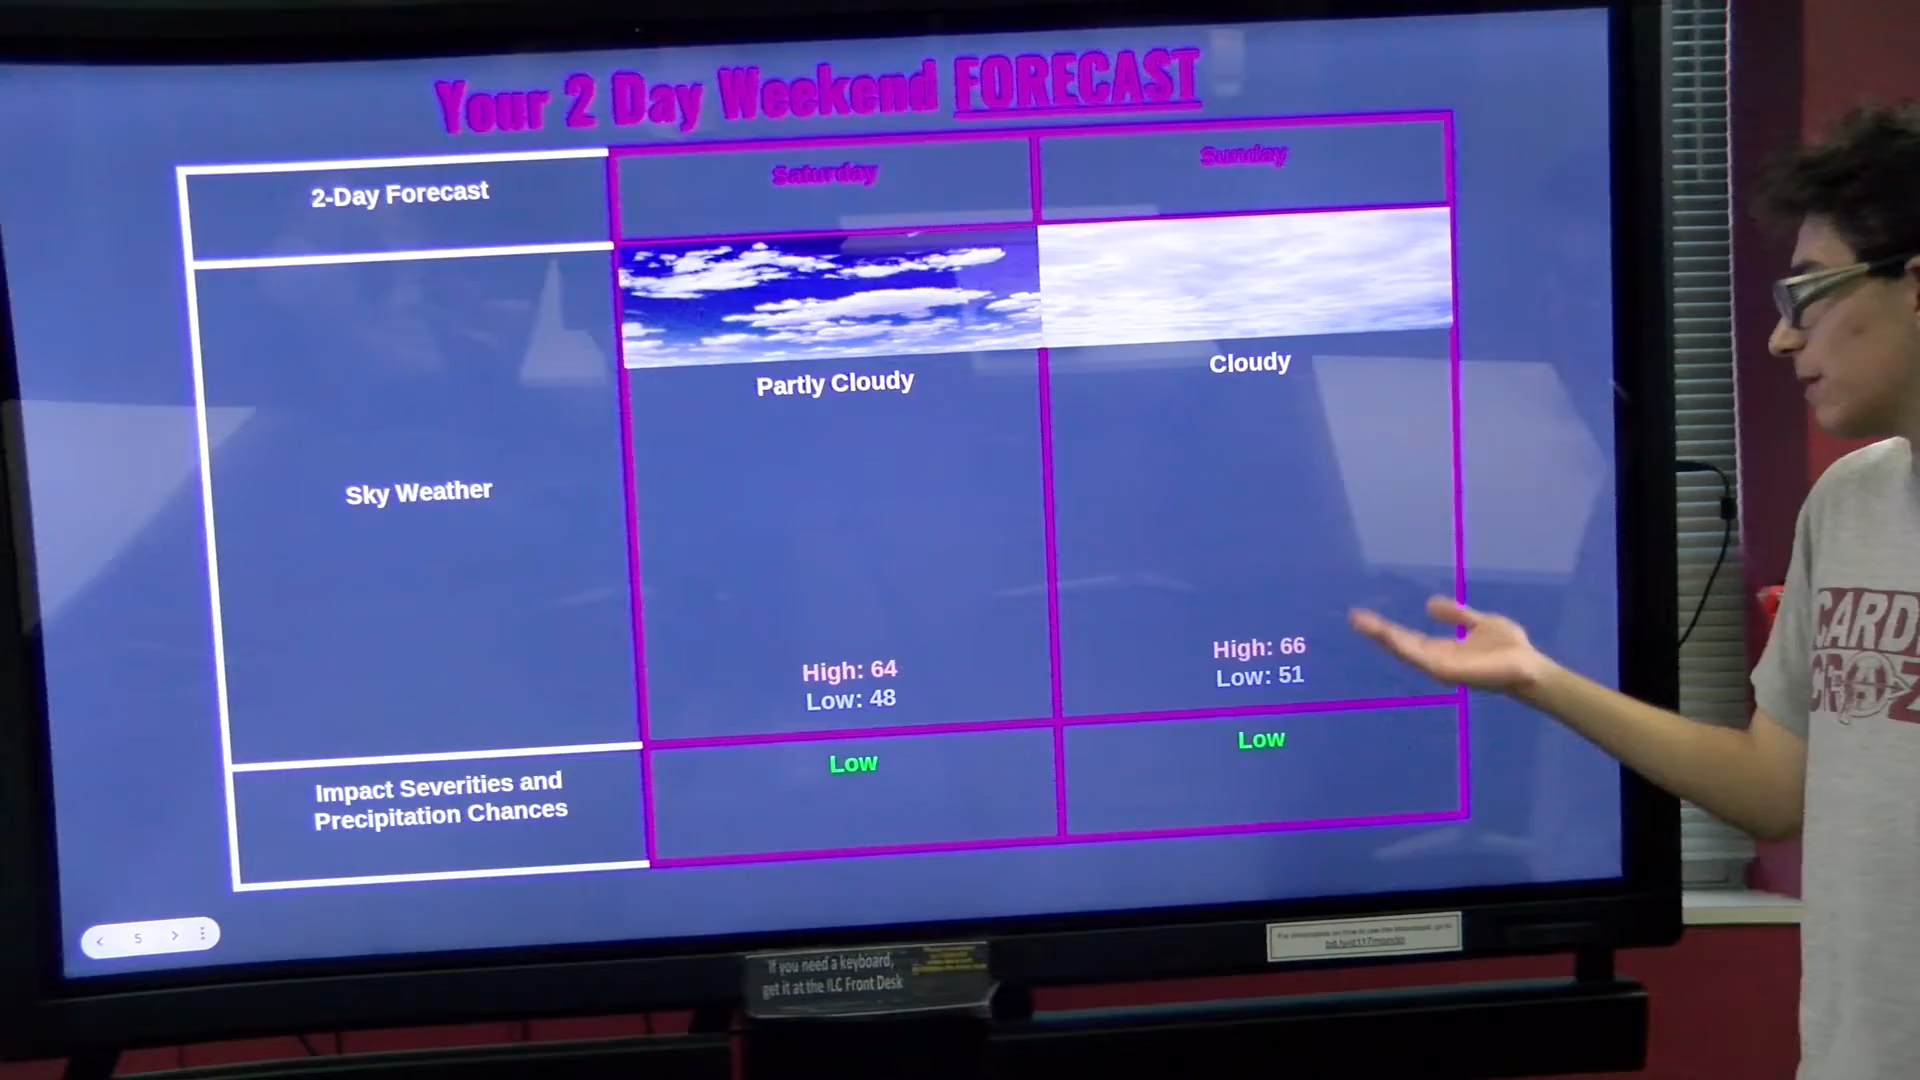 Your 2 Day Weekend FORECAST
2-Day Forecast
Saturday
Sunday
Sky Weather
Partly Cloudy
High: 64
Low: 48
Cloudy
High: 66
Low: 51
Impact Severities and
Precipitation Chances
Low
Low
5
If you need a keyboard,
get it at the ILC Front Desk
CARD